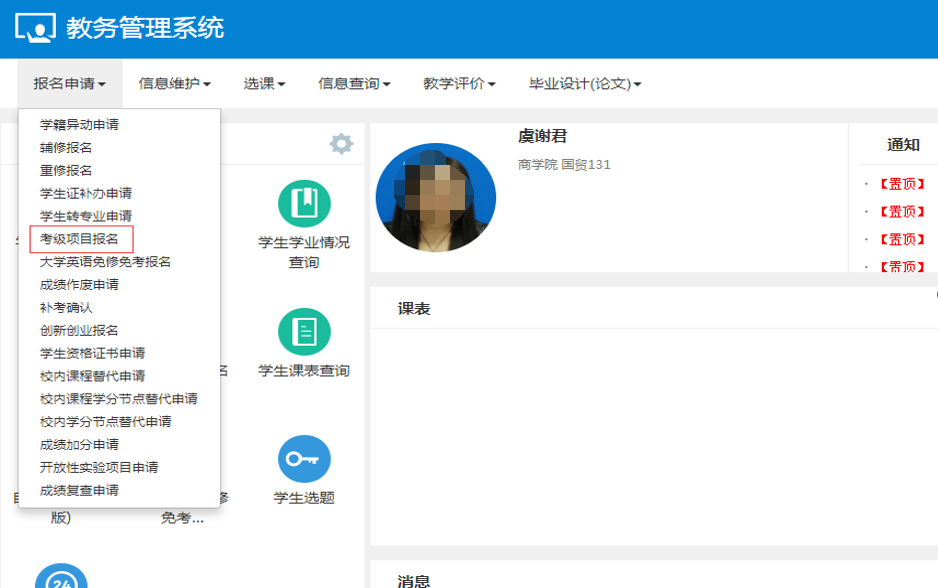 教务管理系统
报名申请
信息维护
选课
信息查询
教学评价
毕业设计(论文)
学籍异动申请
辅修报名
重修报名
学生证补办申请
学生转专业申请
考级项目报名
大学英语免修免考报名
成绩作废申请
补考确认
创新创业报名
学生资格证书申请
校内课程替代申请
校内课程学分节点替代申请
校内学分节点替代申请
成绩加分申请
开放性实验项目申请
成绩复查申请
版)
修
免考...
名
学生学业情况
查询
学生课表查询
学生选题
24
虞谢君
商学院 国贸131
通知
· 【置顶】
· 【置顶】
· 【置顶】
· 【置顶】
课表
消息